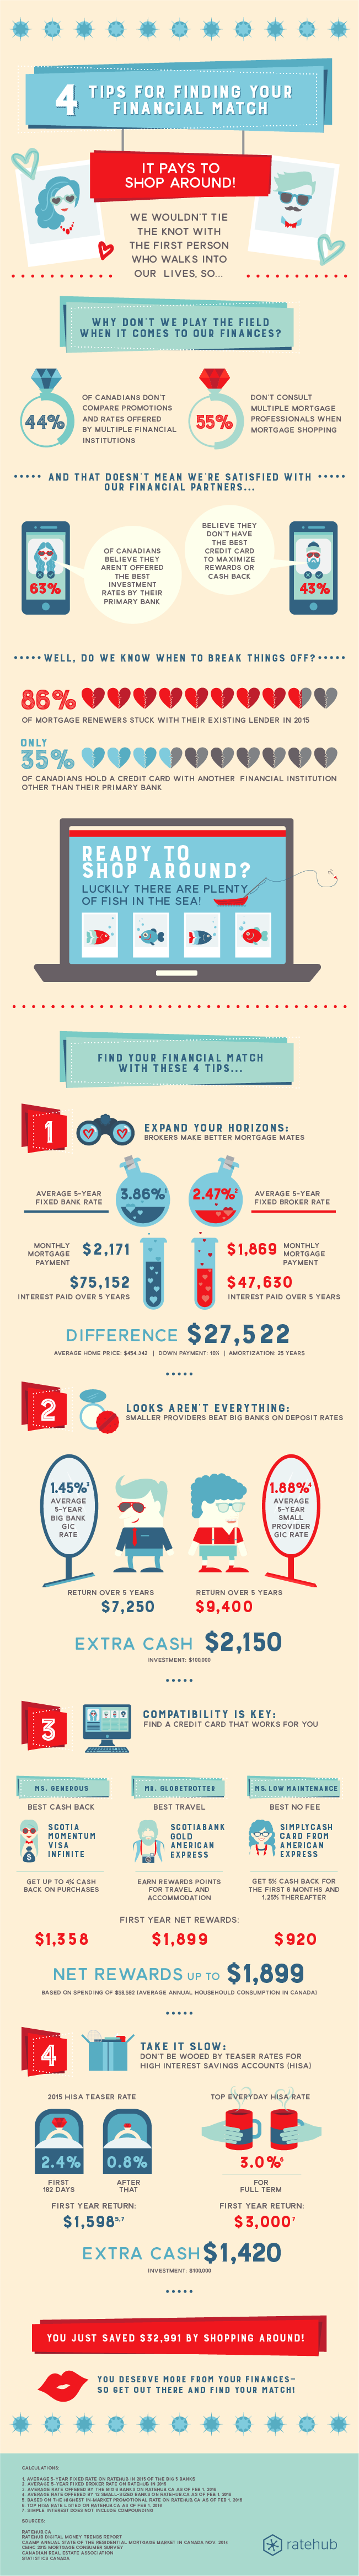 4 TIPS FOR FINDING YOUR
FINANCIAL MATCH
IT PAYS TO
SHOP AROUND!
WE WOULDN'T TIE
THE KNOT WITH
THE FIRST PERSON
WHO WALKS INTO
OUR LIVES, SO...
WHY DON'T WE PLAY THE FIELD
WHEN IT COMES TO OUR FINANCES?
44%
OF CANADIANS DON'T
COMPARE PROMOTIONS
AND RATES OFFERED
BY MULTIPLE FINANCIAL
INSTITUTIONS
55%
DON'T CONSULT
MULTIPLE MORTGAGE
PROFESSIONALS WHEN
MORTGAGE SHOPPING
AND THAT DOESN'T MEAN WE'RE SATISFIED WITH
OUR FINANCIAL PARTNERS...
63%
OF CANADIANS
BELIEVE THEY
AREN'T OFFERED
THE BEST
INVESTMENT
RATES BY THEIR
PRIMARY BANK
BELIEVE THEY
DON'T HAVE
THE BEST
CREDIT CARD
TO MAXIMIZE
REWARDS OR
CASH BACK
43%
WELL, DO WE KNOW WHEN TO BREAK THINGS OFF?
86%
OF MORTGAGE RENEWERS STUCK WITH THEIR EXISTING LENDER IN 2015
ONLY
35%
OF CANADIANS HOLD A CREDIT CARD WITH ANOTHER FINANCIAL INSTITUTION
OTHER THAN THEIR PRIMARY BANK
READY TO
SHOP AROUND?
LUCKILY THERE ARE PLENTY
OF FISH IN THE SEA!
FIND YOUR FINANCIAL MATCH
WITH THESE 4 TIPS...
1
EXPAND YOUR HORIZONS:
BROKERS MAKE BETTER MORTGAGE MATES
AVERAGE 5-YEAR
FIXED BANK RATE
3.86%¹
2.47%²
AVERAGE 5-YEAR
FIXED BROKER RATE
MONTHLY
MORTGAGE
PAYMENT
$2,171
$1,869
MONTHLY
MORTGAGE
PAYMENT
$75,152
INTEREST PAID OVER 5 YEARS
$47,630
INTEREST PAID OVER 5 YEARS
DIFFERENCE $27,522
AVERAGE HOME PRICE: $454,342 | DOWN PAYMENT: 10% | AMORTIZATION: 25 YEARS
2
LOOKS AREN'T EVERYTHING:
SMALLER PROVIDERS BEAT BIG BANKS ON DEPOSIT RATES
1.45%³
AVERAGE
5-YEAR
BIG BANK
GIC
RATE
1.88%⁴
AVERAGE
5-YEAR
SMALL
PROVIDER
GIC RATE
RETURN OVER 5 YEARS
$7,250
RETURN OVER 5 YEARS
$9,400
EXTRA CASH $2,150
INVESTMENT: $100,000
3
COMPATIBILITY IS KEY:
FIND A CREDIT CARD THAT WORKS FOR YOU
MS. GENEROUS
BEST CASH BACK
SCOTIA
MOMENTUM
VISA
INFINITE
$
GET UP TO 4% CASH
BACK ON PURCHASES
MR. GLOBETROTTER
BEST TRAVEL
SCOTIABANK
GOLD
AMERICAN
EXPRESS
EARN REWARDS POINTS
FOR TRAVEL AND
ACCOMMODATION
MS. LOW MAINTENANCE
BEST NO FEE
SIMPLYCASH
CARD FROM
AMERICAN
EXPRESS
GET 5% CASH BACK FOR
THE FIRST 6 MONTHS AND
1.25% THEREAFTER
FIRST YEAR NET REWARDS:
$1,358
$1,899
$920
NET REWARDS UP TO $1,899
BASED ON SPENDING OF $58,592 (AVERAGE ANNUAL HOUSEHOULD CONSUMPTION IN CANADA)
4
TAKE IT SLOW:
DON'T BE WOOED BY TEASER RATES FOR
HIGH INTEREST SAVINGS ACCOUNTS (HISA)
2015 HISA TEASER RATE
2.4%
0.8%
FIRST
182 DAYS
AFTER
THAT
FIRST YEAR RETURN:
$1,598⁵,⁷
TOP EVERYDAY HISA RATE
3.0%⁶
FOR
FULL TERM
FIRST YEAR RETURN:
$3,000⁷
EXTRA CASH $1,420
INVESTMENT: $100,000
YOU JUST SAVED $32,991 BY SHOPPING AROUND!
YOU DESERVE MORE FROM YOUR FINANCES—
SO GET OUT THERE AND FIND YOUR MATCH!
CALCULATIONS:
1. AVERAGE 5-YEAR FIXED RATE ON RATEHUB IN 2015 OF THE BIG 5 BANKS
2. AVERAGE 5-YEAR FIXED BROKER RATE ON RATEHUB IN 2015
3. AVERAGE RATE OFFERED BY THE BIG 5 BANKS ON RATEHUB.CA AS OF FEB 1, 2016
4. AVERAGE RATE OFFERED BY 13 SMALL-SIZED BANKS ON RATEHUB.CA AS OF FEB 1, 2016
5. BASED ON THE HIGHEST IN-MARKET PROMOTIONAL RATE ON RATEHUB.CA AS OF FEB 1, 2016
6. TOP HISA RATE LISTED ON RATEHUB.CA AS OF FEB 1, 2016
7. SIMPLE INTEREST DOES NOT INCLUDE COMPOUNDING
SOURCES:
RATEHUB.CA
RATEHUB DIGITAL MONEY TRENDS REPORT
CAAMP ANNUAL STATE OF THE RESIDENTIAL MORTGAGE MARKET IN CANADA NOV. 2014
CMHC 2015 MORTGAGE CONSUMER SURVEY
CANADIAN REAL ESTATE ASSOCIATION
STATISTICS CANADA
ratehub